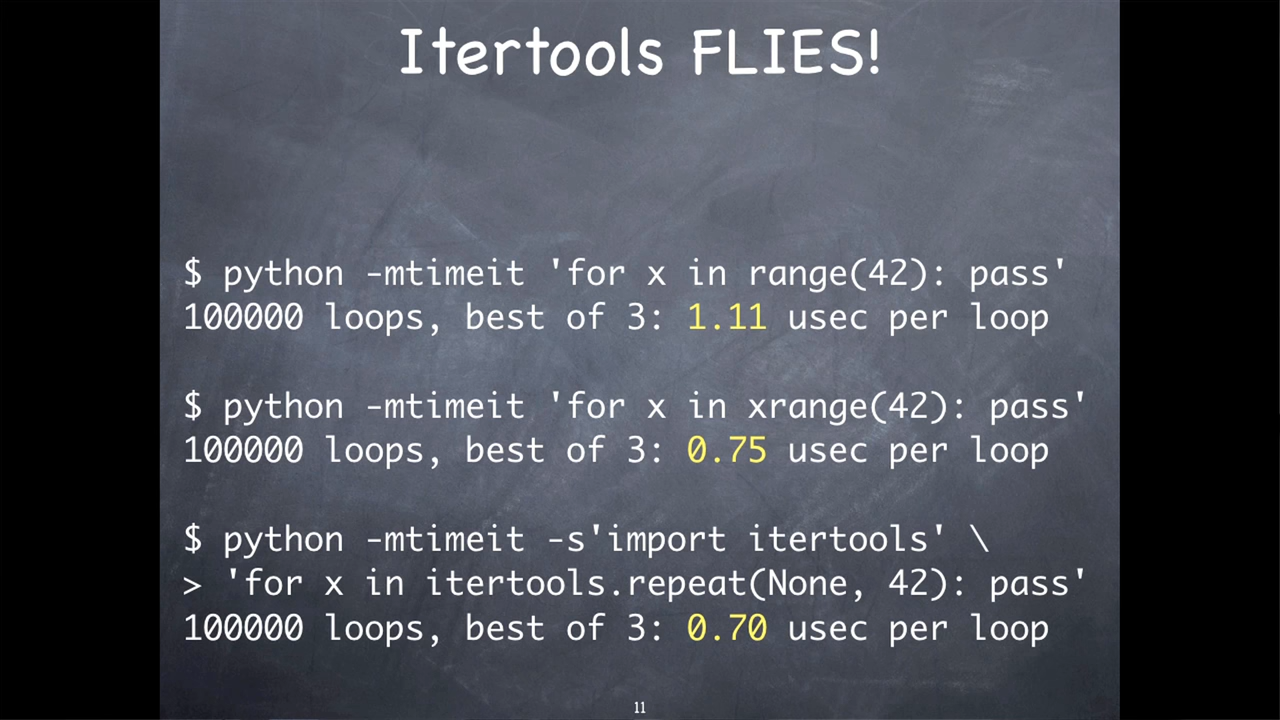 Itertools FLIES!
$ python -mtimeit 'for x in range(42): pass'
100000 loops, best of 3: 1.11 usec per loop
$ python -mtimeit 'for x in xrange(42): pass'
100000 loops, best of 3: 0.75 usec per loop
$ python -mtimeit -s'import itertools' \
> 'for x in itertools.repeat(None, 42): pass'
100000 loops, best of 3: 0.70 usec per loop
11